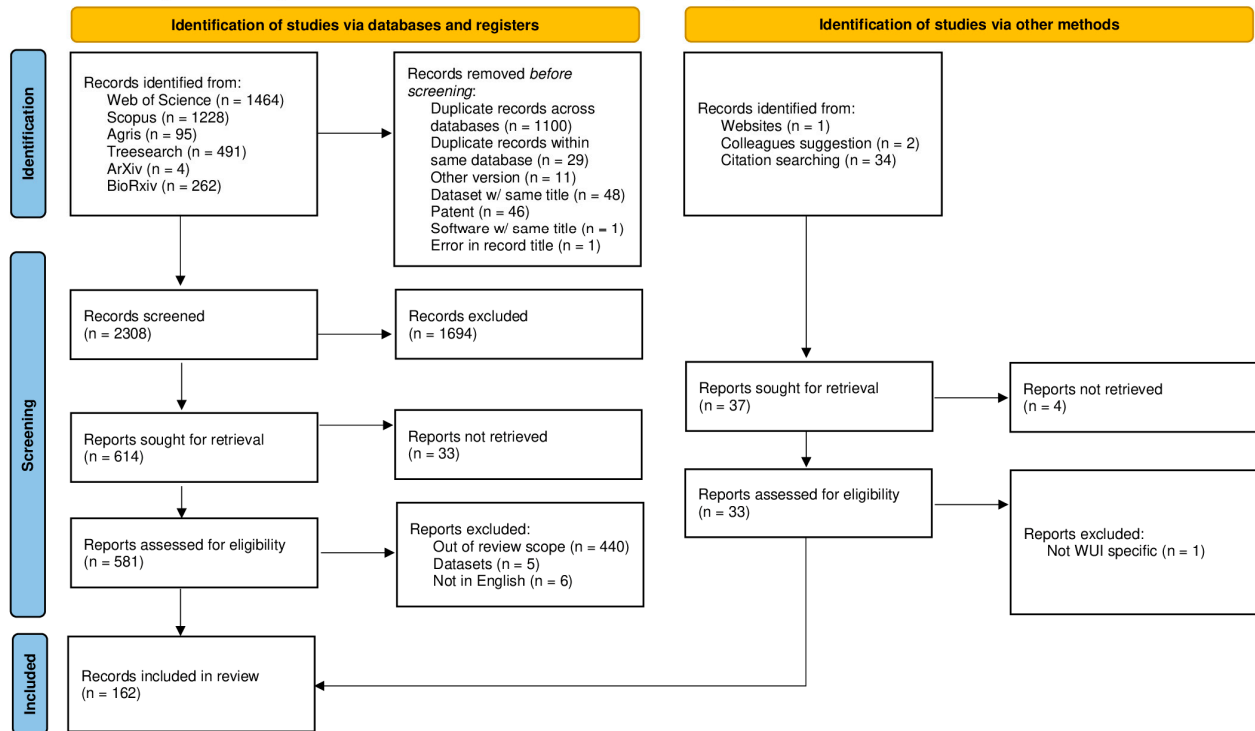 Identification of studies via databases and registers
Identification of studies via other methods
Identification
Records identified from:
Web of Science (n = 1464)
Scopus (n = 1228)
Agris (n = 95)
Treesearch (n = 491)
ArXiv (n = 4)
BioRxiv (n = 262)
Records removed before
screening:
Duplicate records across
databases (n = 1100)
Duplicate records within
same database (n = 29)
Other version (n = 11)
Dataset w/ same title (n = 48)
Patent (n = 46)
Software w/ same title (n = 1)
Error in record title (n = 1)
Records identified from:
Websites (n = 1)
Colleagues suggestion (n = 2)
Citation searching (n = 34)
Screening
Records screened
(n = 2308)
Records excluded
(n = 1694)
Reports sought for retrieval
(n = 614)
Reports not retrieved
(n = 33)
Reports sought for retrieval
(n = 37)
Reports not retrieved
(n = 4)
Reports assessed for eligibility
(n = 581)
Reports excluded:
Out of review scope (n = 440)
Datasets (n = 5)
Not in English (n = 6)
Reports assessed for eligibility
(n = 33)
Reports excluded:
Not WUI specific (n = 1)
Included
Records included in review
(n = 162)